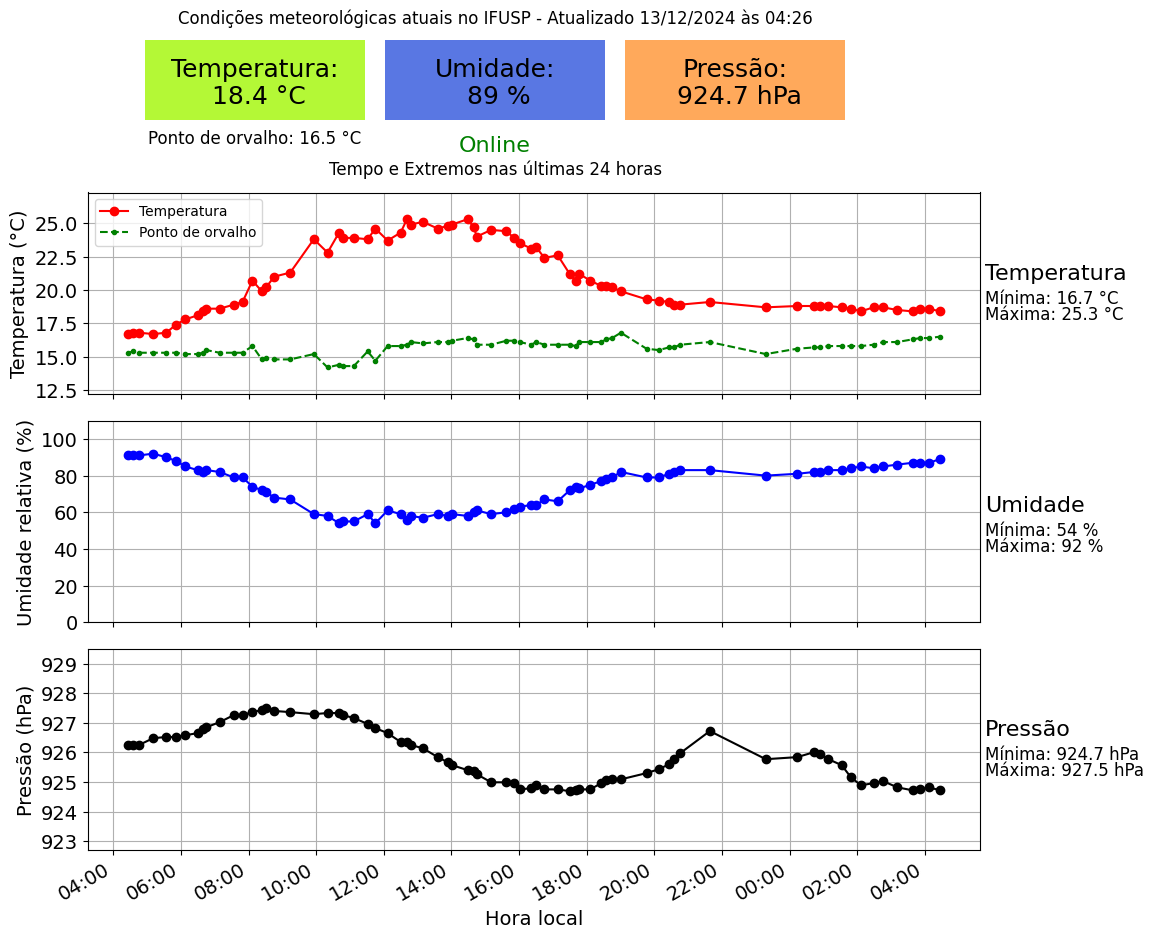 Condições meteorológicas atuais no IFUSP - Atualizado 13/12/2024 às 04:26
Temperatura:
18.4 °C
Umidade:
89 %
Pressão:
924.7 hPa
Ponto de orvalho: 16.5 °C
Online
Tempo e Extremos nas últimas 24 horas
Temperatura (°C)
25.0
22.5
20.0
17.5
15.0
12.5
Temperatura
Ponto de orvalho
Temperatura
Mínima: 16.7 °C
Máxima: 25.3 °C
Umidade relativa (%)
100
80
60
40
20
0
Umidade
Mínima: 54 %
Máxima: 92 %
Pressão (hPa)
929
928
927
926
925
924
923
Pressão
Mínima: 924.7 hPa
Máxima: 927.5 hPa
04:00 06:00 08:00 10:00 12:00 14:00 16:00 18:00 20:00 22:00 00:00 02:00 04:00
Hora local